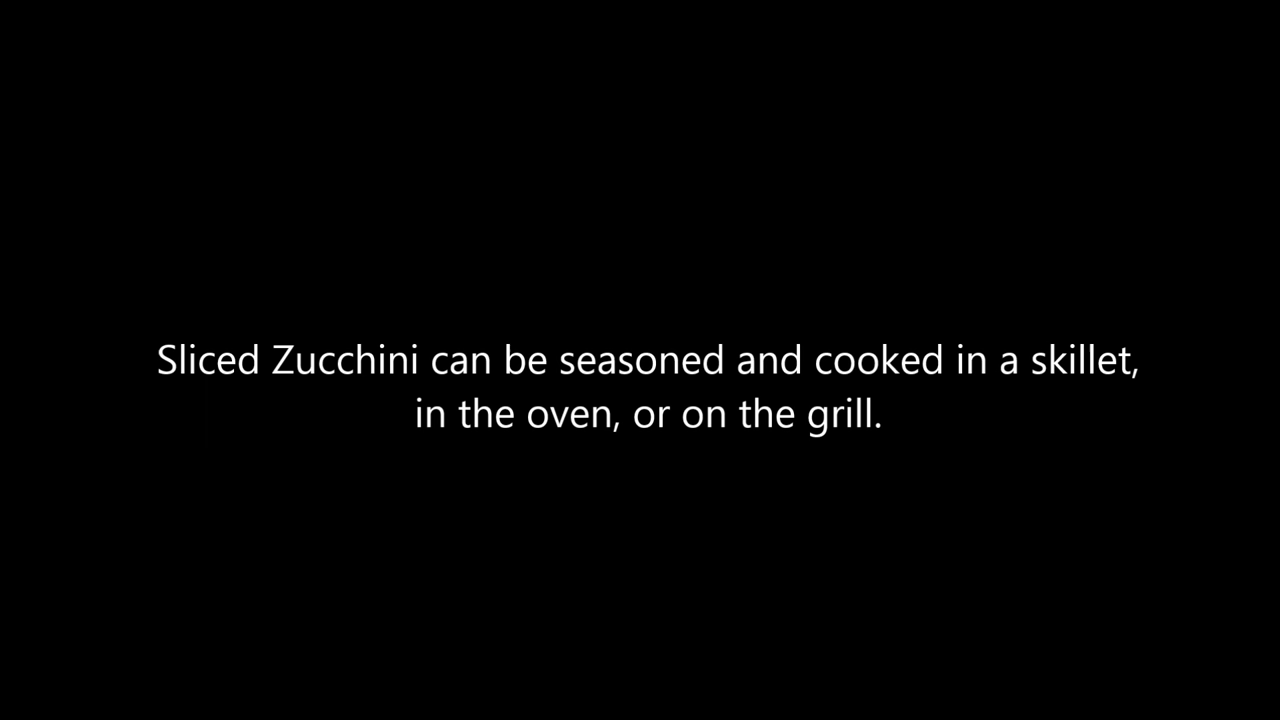 Sliced Zucchini can be seasoned and cooked in a skillet,
in the oven, or on the grill.